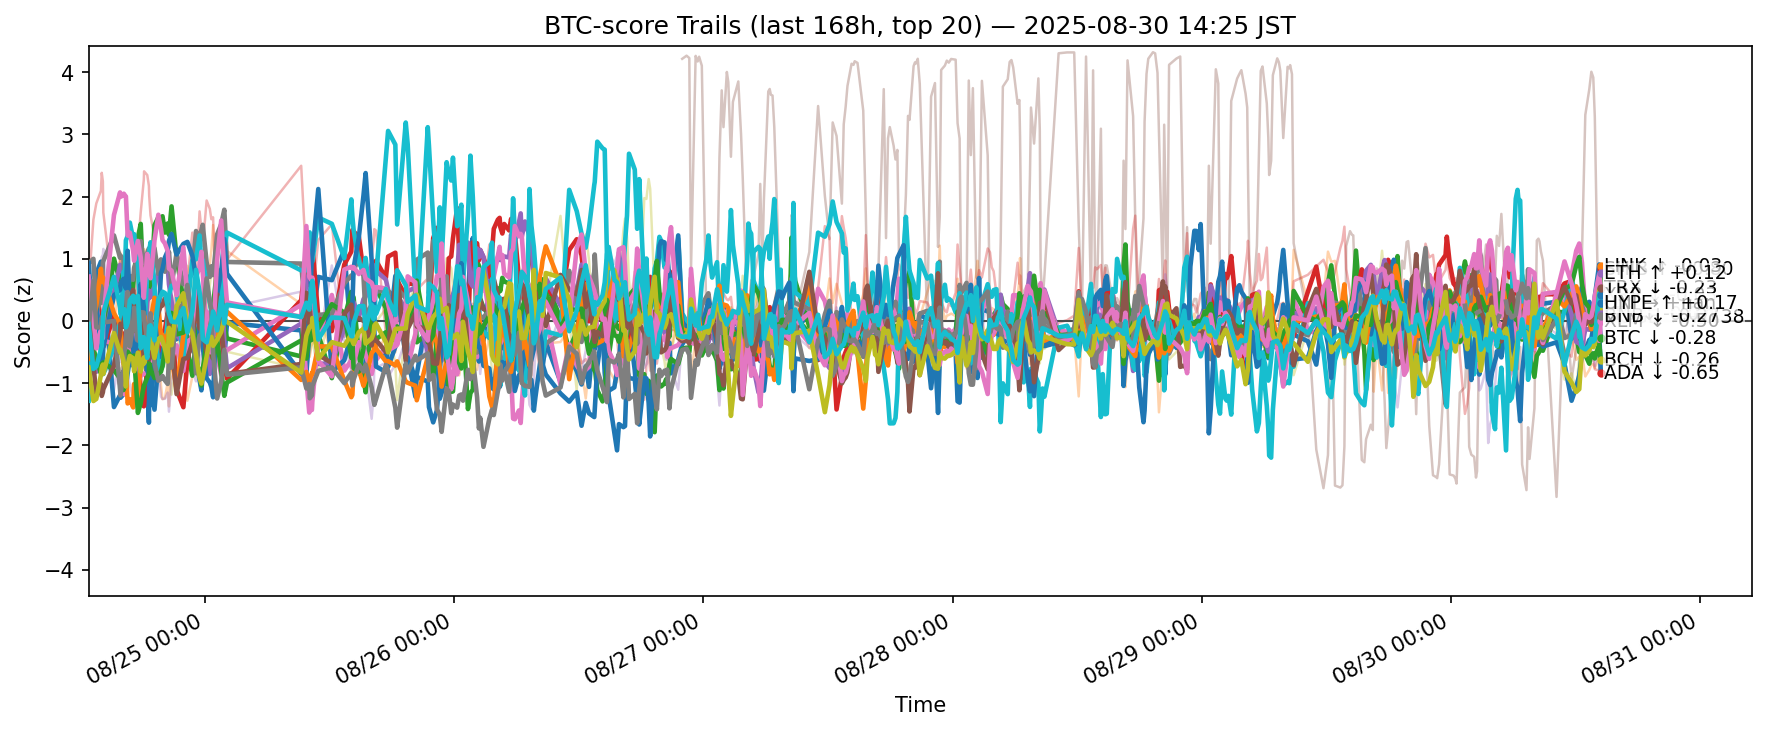 BTC-score Trails (last 168h, top 20) — 2025-08-30 14:25 JST
Score (z)
4
3
2
1
0
−1
−2
−3
−4
ETH ↑ +0.12
TRX ↓ -0.23
HYPE ↑ +0.17
BNB ↓
BTC ↓ -0.28
BCH ↓ -0.26
ADA ↓ -0.65
08/25 00:00
08/26 00:00
08/27 00:00
08/28 00:00
08/29 00:00
08/30 00:00
08/31 00:00
Time